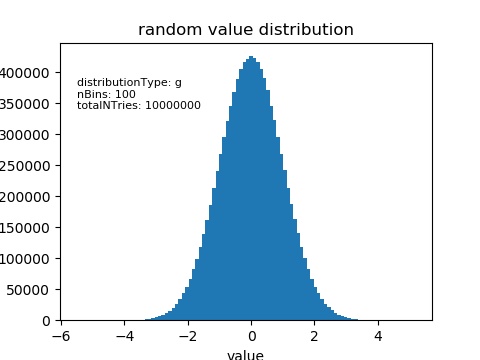 random value distribution
distributionType: g
nBins: 100
totalNTries: 10000000
400000
350000
300000
250000
200000
150000
100000
50000
0
−6 −4 −2 0 2 4
value